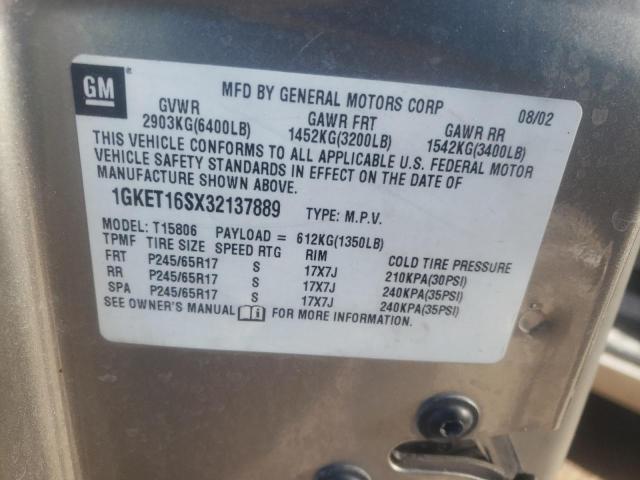 GM MFD BY GENERAL MOTORS CORP 08/02
GVWR GAWR FRT GAWR RR
2903KG(6400LB) 1452KG(3200LB) 1542KG(3400LB)
THIS VEHICLE CONFORMS TO ALL APPLICABLE U.S. FEDERAL MOTOR
VEHICLE SAFETY STANDARDS IN EFFECT ON THE DATE OF
MANUFACTURE SHOWN ABOVE.
1GKET16SX32137889 TYPE: M.P.V.
MODEL: T15806 PAYLOAD = 612KG(1350LB)
TPMF TIRE SIZE SPEED RTG RIM COLD TIRE PRESSURE
FRT P245/65R17 S 17X7J 210KPA(30PSI)
RR P245/65R17 S 17X7J 240KPA(35PSI)
SPA P245/65R17 S 17X7J 240KPA(35PSI)
SEE OWNER'S MANUAL i FOR MORE INFORMATION.